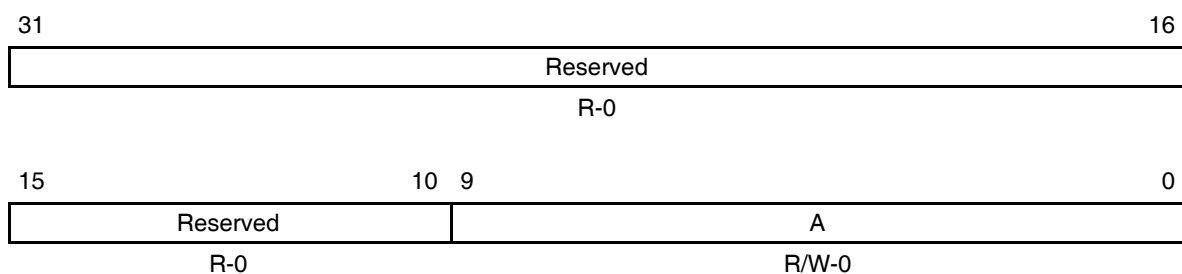 31 16
Reserved
R-0
15 10 9 0
Reserved A
R-0 R/W-0